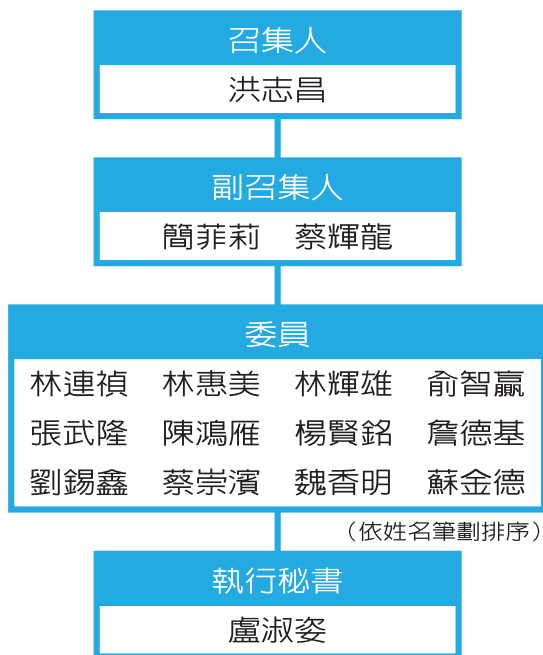 召集人
洪志昌
副召集人
簡菲莉 蔡輝龍
委員
林連禎 林惠美 林輝雄 俞智贏
張武隆 陳鴻雁 楊賢銘 詹德基
劉錫鑫 蔡崇濱 魏香明 蘇金德
（依姓名筆劃排序）
執行秘書
盧淑姿